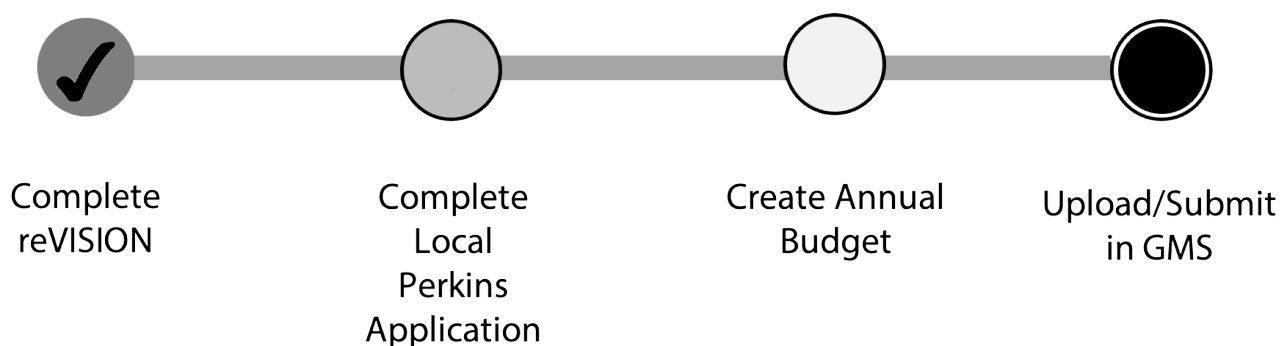 Complete
reVISION
Complete
Local
Perkins
Application
Create Annual
Budget
Upload/Submit
in GMS